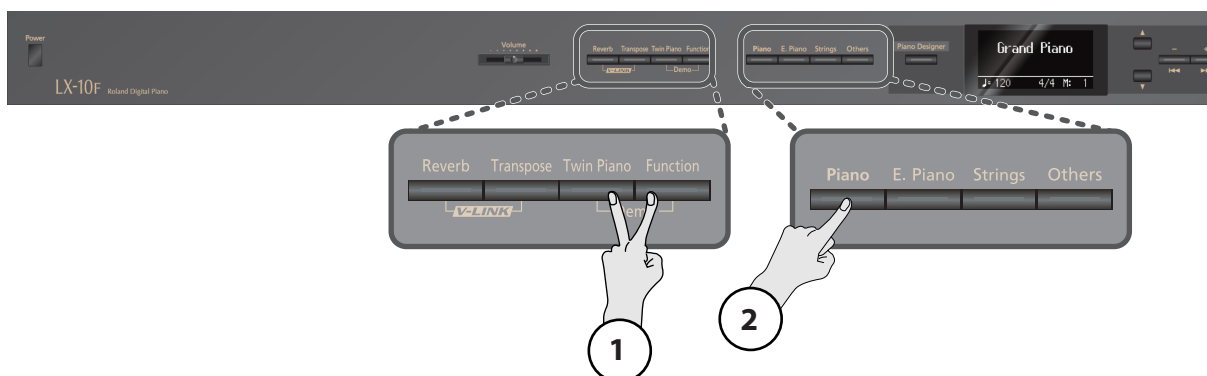 Power
Volume
Reverb Transpose Twin Piano Function
V-LINK Demo
Piano E. Piano Strings Others
Piano Designer
Grand Piano
♩= 120 4/4 M: 1
LX-10F Roland Digital Piano
Reverb Transpose Twin Piano Function
V-LINK
Piano E. Piano Strings Others
1
2